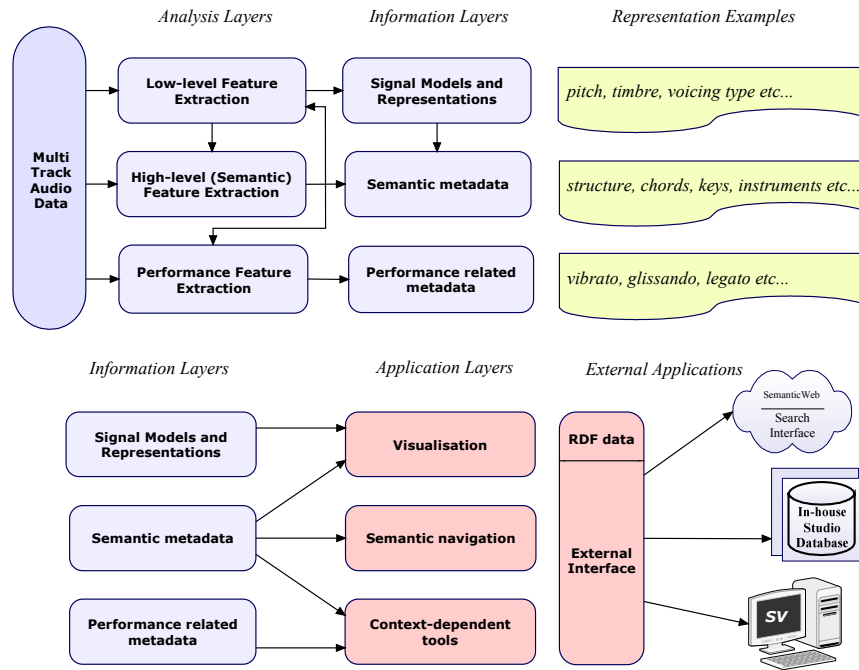 Analysis Layers
Information Layers
Representation Examples
Multi
Track
Audio
Data
Low-level Feature
Extraction
Signal Models and
Representations
pitch, timbre, voicing type etc...
High-level (Semantic)
Feature Extraction
Semantic metadata
structure, chords, keys, instruments etc...
Performance Feature
Extraction
Performance related
metadata
vibrato, glissando, legato etc...
Information Layers
Application Layers
External Applications
Signal Models and
Representations
Visualisation
RDF data
SemanticWeb
Search
Interface
Semantic metadata
Semantic navigation
External
Interface
In-house
Studio
Database
Performance related
metadata
Context-dependent
tools
SV